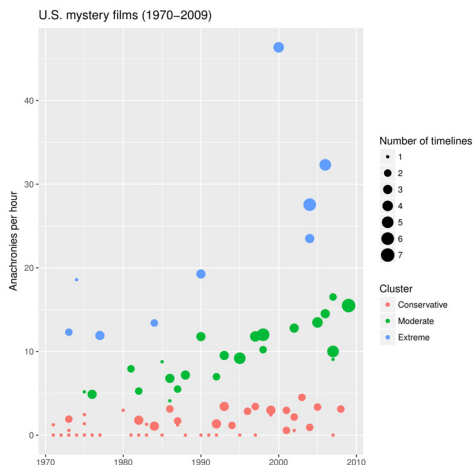 U.S. mystery films (1970−2009)
Anachronies per hour
40
30
20
10
0
1970
1980
1990
2000
2010
Number of timelines
1
2
3
4
5
6
7
Cluster
Conservative
Moderate
Extreme